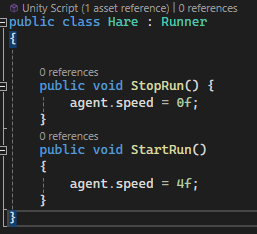 Unity Script (1 asset reference) | 0 references
public class Hare : Runner
{
0 references
public void StopRun() {
agent.speed = 0f;
}
0 references
public void StartRun()
{
agent.speed = 4f;
}
}